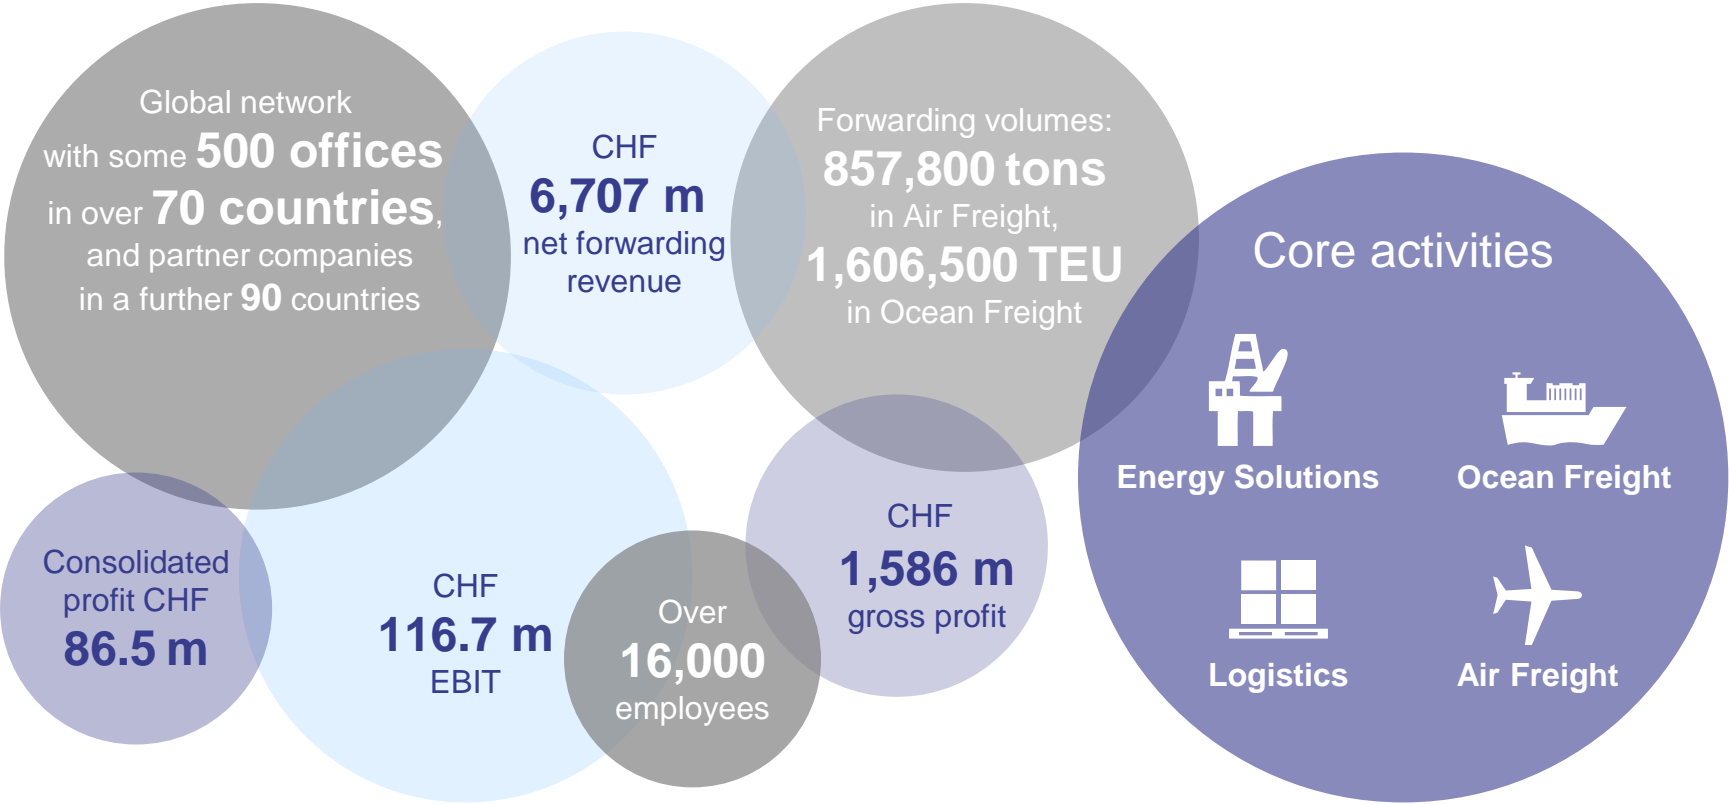 Global network
with some 500 offices
in over 70 countries,
and partner companies
in a further 90 countries
CHF
6,707 m
net forwarding
revenue
Forwarding volumes:
857,800 tons
in Air Freight,
1,606,500 TEU
in Ocean Freight
Core activities
Energy Solutions
Ocean Freight
Logistics
Air Freight
Consolidated
profit CHF
86.5 m
CHF
116.7 m
EBIT
Over
16,000
employees
CHF
1,586 m
gross profit